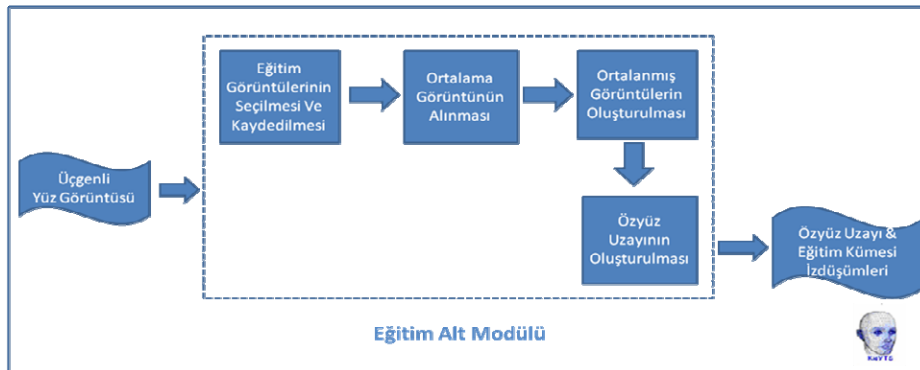 Üçgenli
Yüz Görüntüsü
Eğitim
Görüntülerinin
Seçilmesi Ve
Kaydedilmesi
Ortalama
Görüntünün
Alınması
Ortalanmış
Görüntülerin
Oluşturulması
Özyüz
Uzayının
Oluşturulması
Özyüz Uzayı &
Eğitim Kümesi
İzdüşümleri
Eğitim Alt Modülü